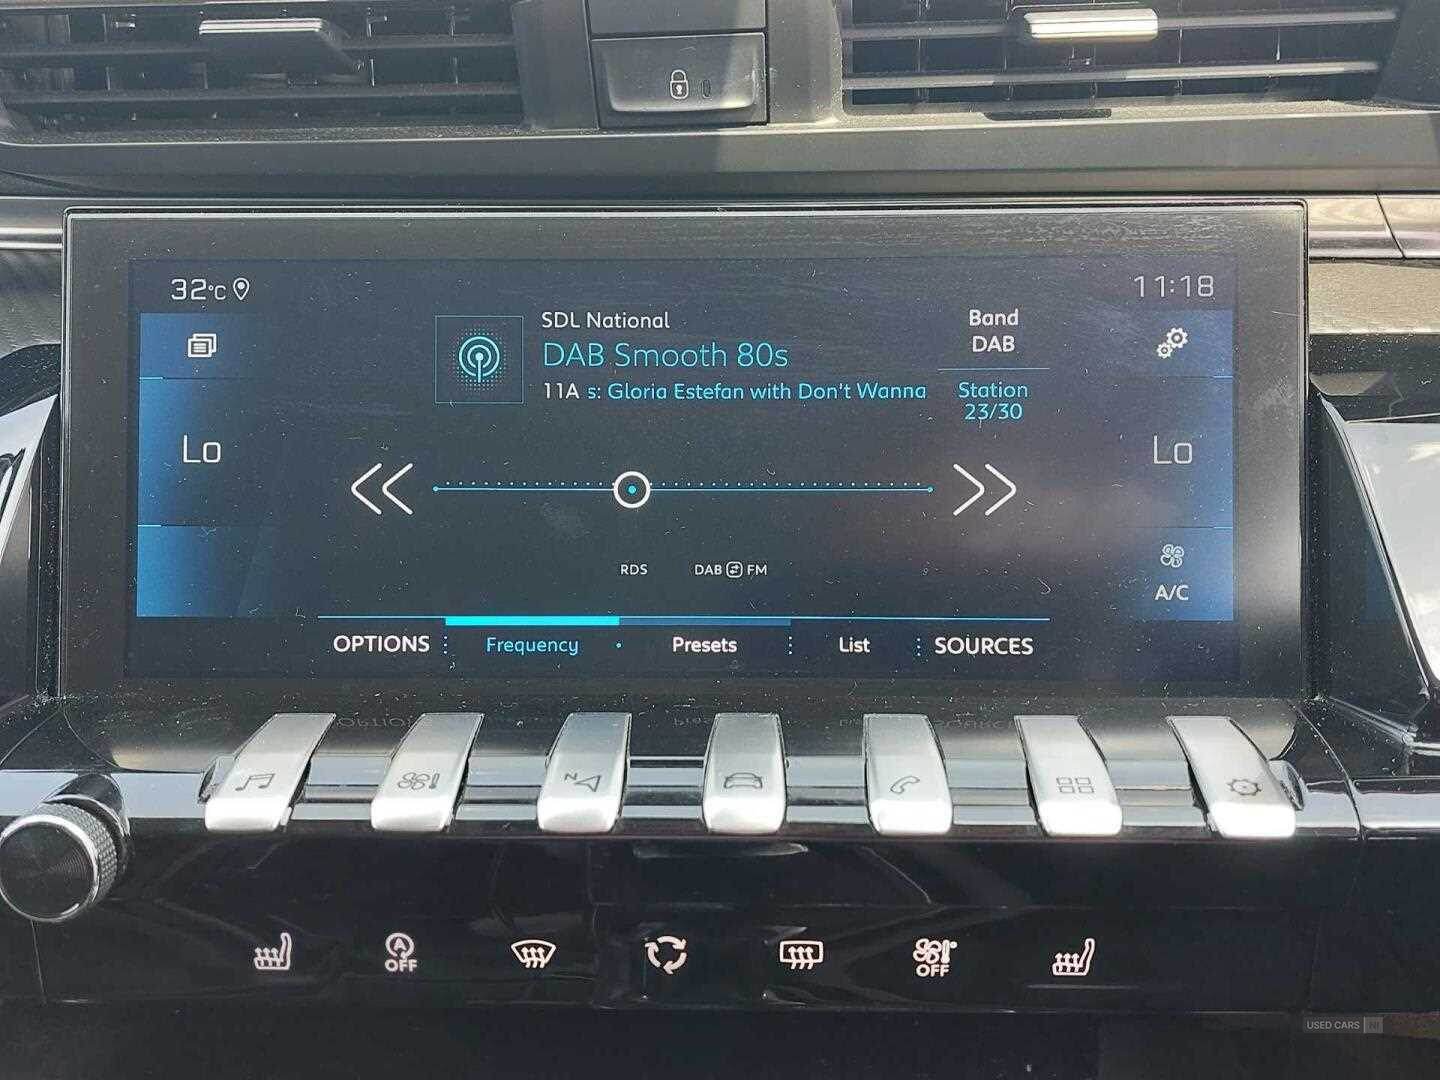 32°C
11:18
SDL National
DAB Smooth 80s
11A s: Gloria Estefan with Don't Wanna
Band
DAB
Station
23/30
Lo
Lo
RDS
DAB FM
A/C
OPTIONS
Frequency
Presets
List
SOURCES
N
A
OFF
OFF
USED CARS NI